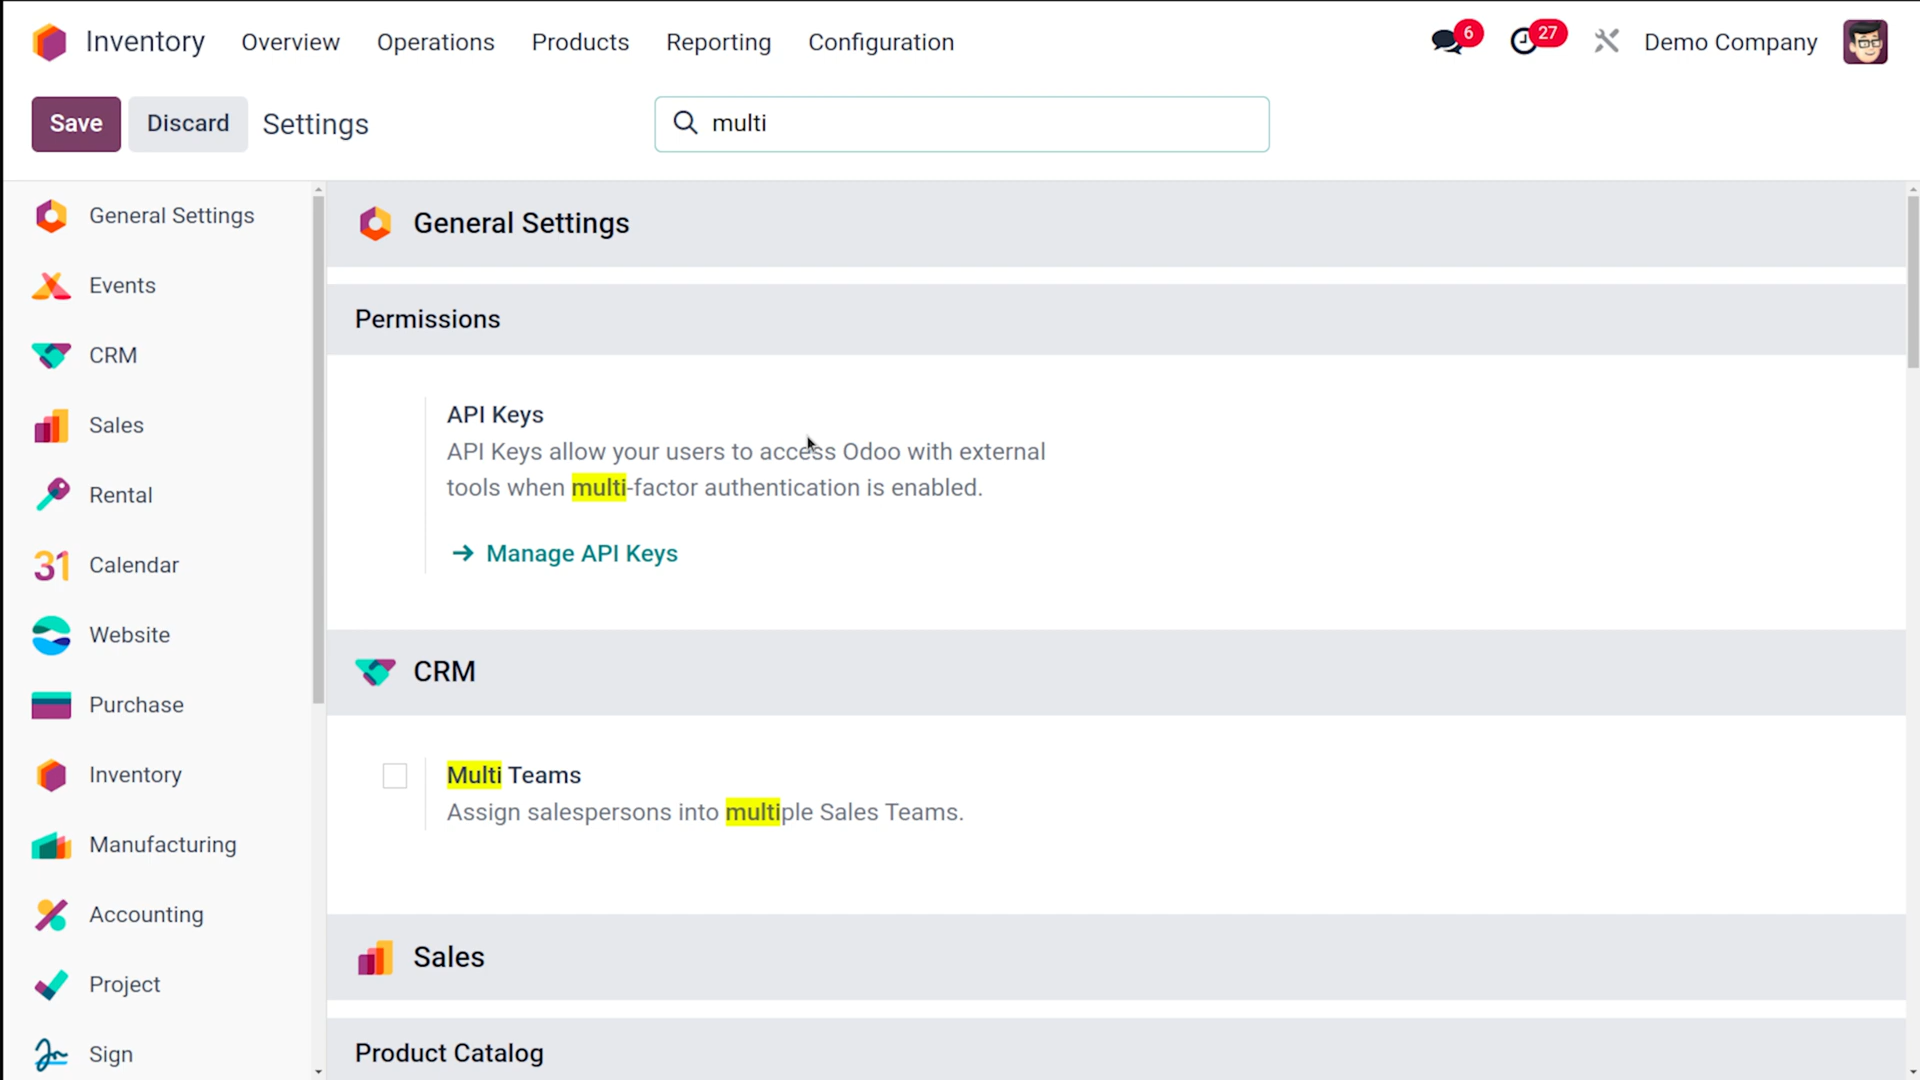 Inventory Overview Operations Products Reporting Configuration 6 27 Demo Company
Save Discard Settings multi
General Settings
Events
CRM
Sales
Rental
31 Calendar
Website
Purchase
Inventory
Manufacturing
Accounting
Project
Sign
General Settings
Permissions
API Keys
API Keys allow your users to access Odoo with external
tools when multi-factor authentication is enabled.
Manage API Keys
CRM
Multi Teams
Assign salespersons into multiple Sales Teams.
Sales
Product Catalog